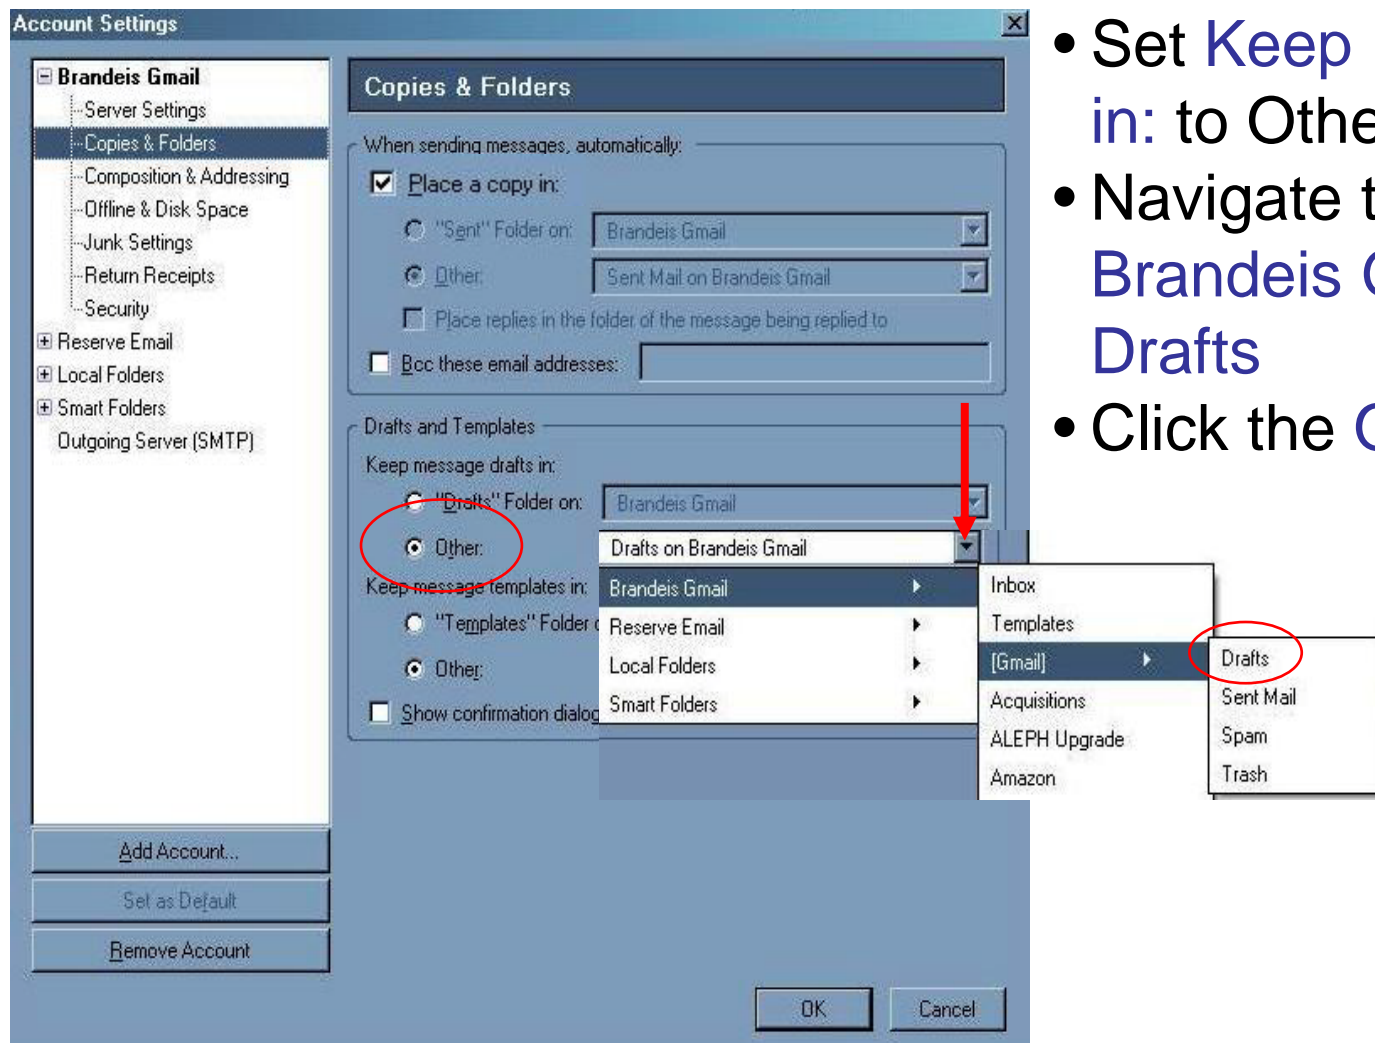 Account Settings
Brandeis Gmail
Server Settings
Copies & Folders
Composition & Addressing
Offline & Disk Space
Junk Settings
Return Receipts
Security
Reserve Email
Local Folders
Smart Folders
Outgoing Server (SMTP)
Add Account...
Set as Default
Remove Account
Copies & Folders
When sending messages, automatically:
Place a copy in:
"Sent" Folder on: Brandeis Gmail
Other: Sent Mail on Brandeis Gmail
Place replies in the folder of the message being replied to
Bcc these email addresses:
Drafts and Templates
Keep message drafts in:
"Drafts" Folder on: Brandeis Gmail
Other: Drafts on Brandeis Gmail
Keep message templates in:
"Templates" Folder
Other:
Show confirmation
Brandeis Gmail
Reserve Email
Local Folders
Smart Folders
Inbox
Templates
[Gmail]
Acquisitions
ALEPH Upgrade
Amazon
Drafts
Sent Mail
Spam
Trash
OK Cancel
• Set Keep
in: to
• Navigate
Brandeis
Drafts
• Click the